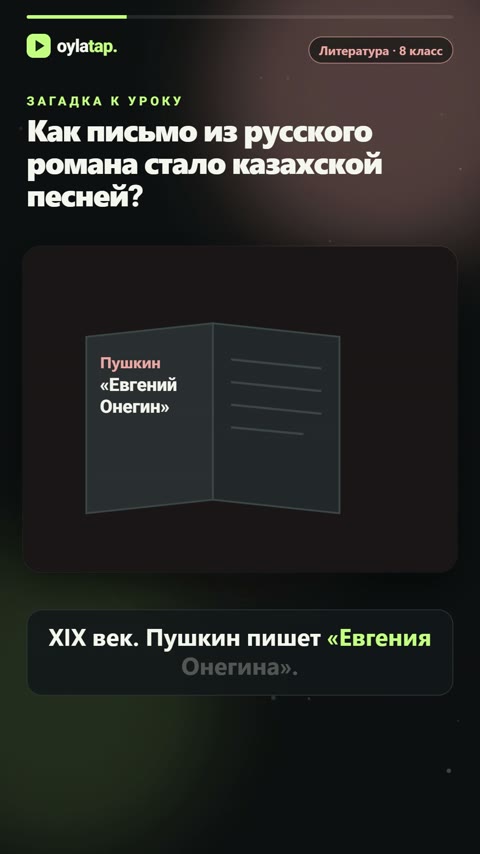 oylatap.
Литература · 8 класс
ЗАГАДКА К УРОКУ
Как письмо из русского
романа стало казахской
песней?
Пушкин
«Евгений
Онегин»
XIX век. Пушкин пишет «Евгения
Онегина».